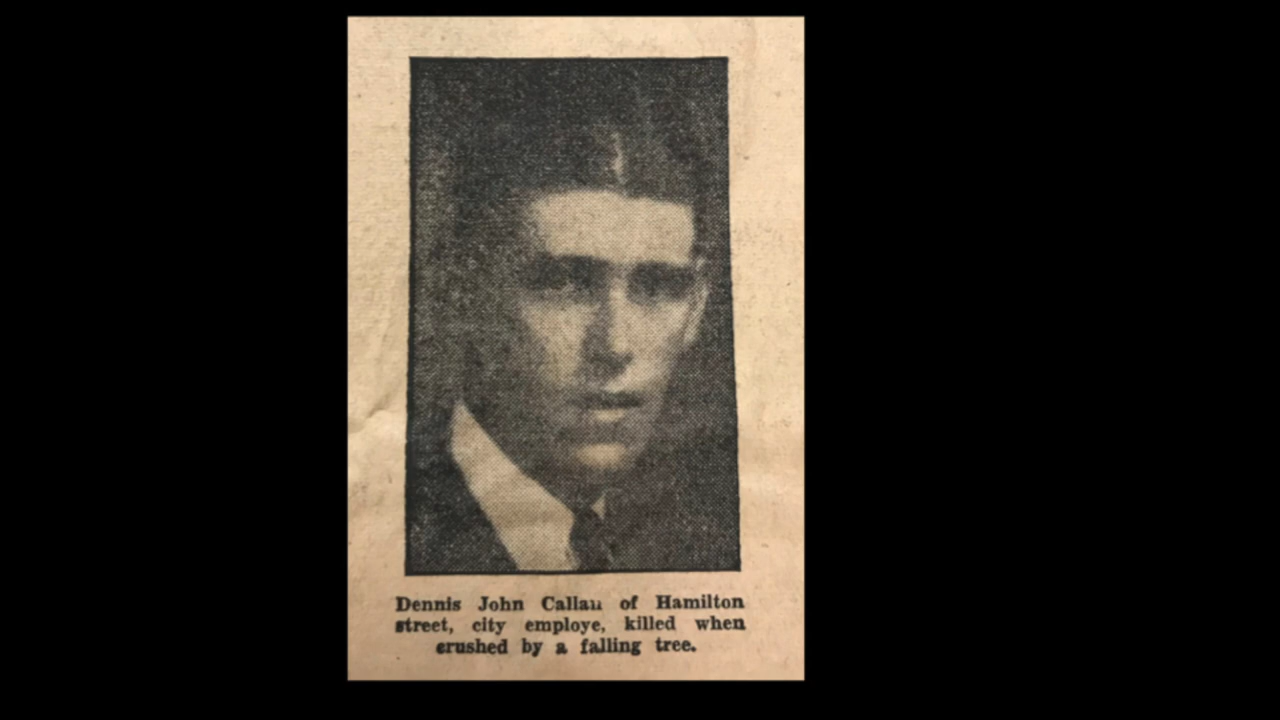 Dennis John Callan of Hamilton
street, city employe, killed when
crushed by a falling tree.